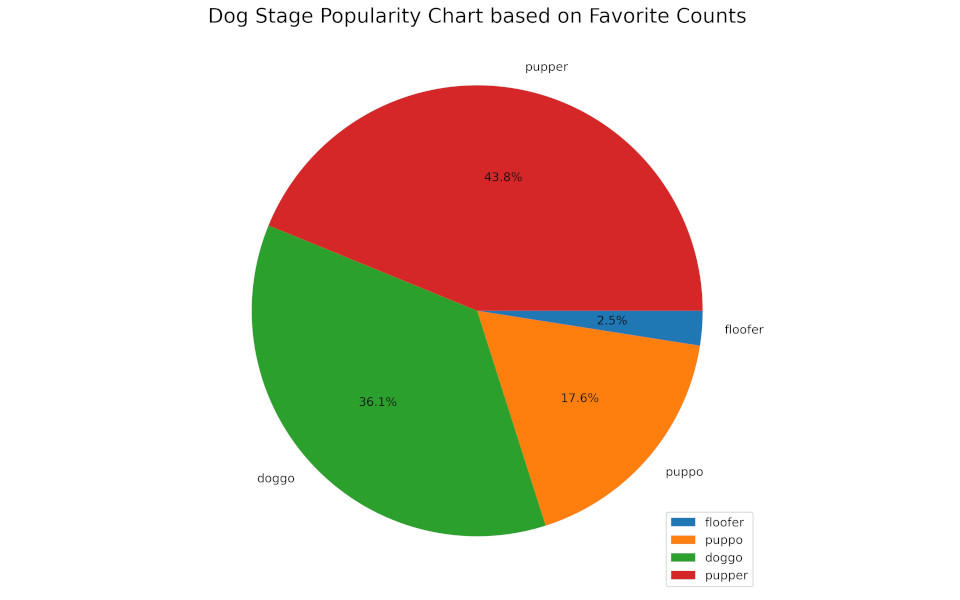 Dog Stage Popularity Chart based on Favorite Counts
pupper
43.8%
2.5%
floofer
36.1%
17.6%
puppo
doggo
floofer
puppo
doggo
pupper